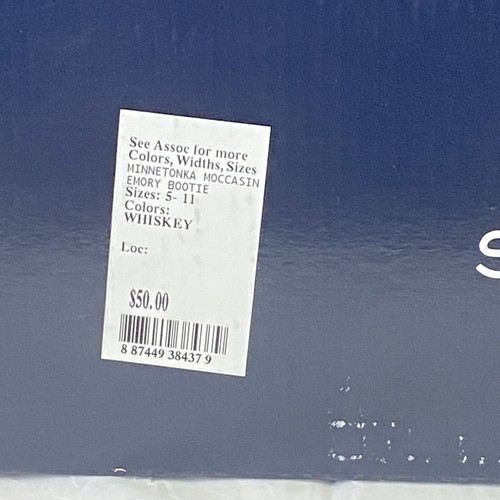 See Assoc for more
Colors, Widths, Sizes
MINNETONKA MOCCASIN
EMORY BOOTIE
Sizes: 5- 11
Colors:
WHISKEY
Loc:
$50.00
8 87449 38437 9
S